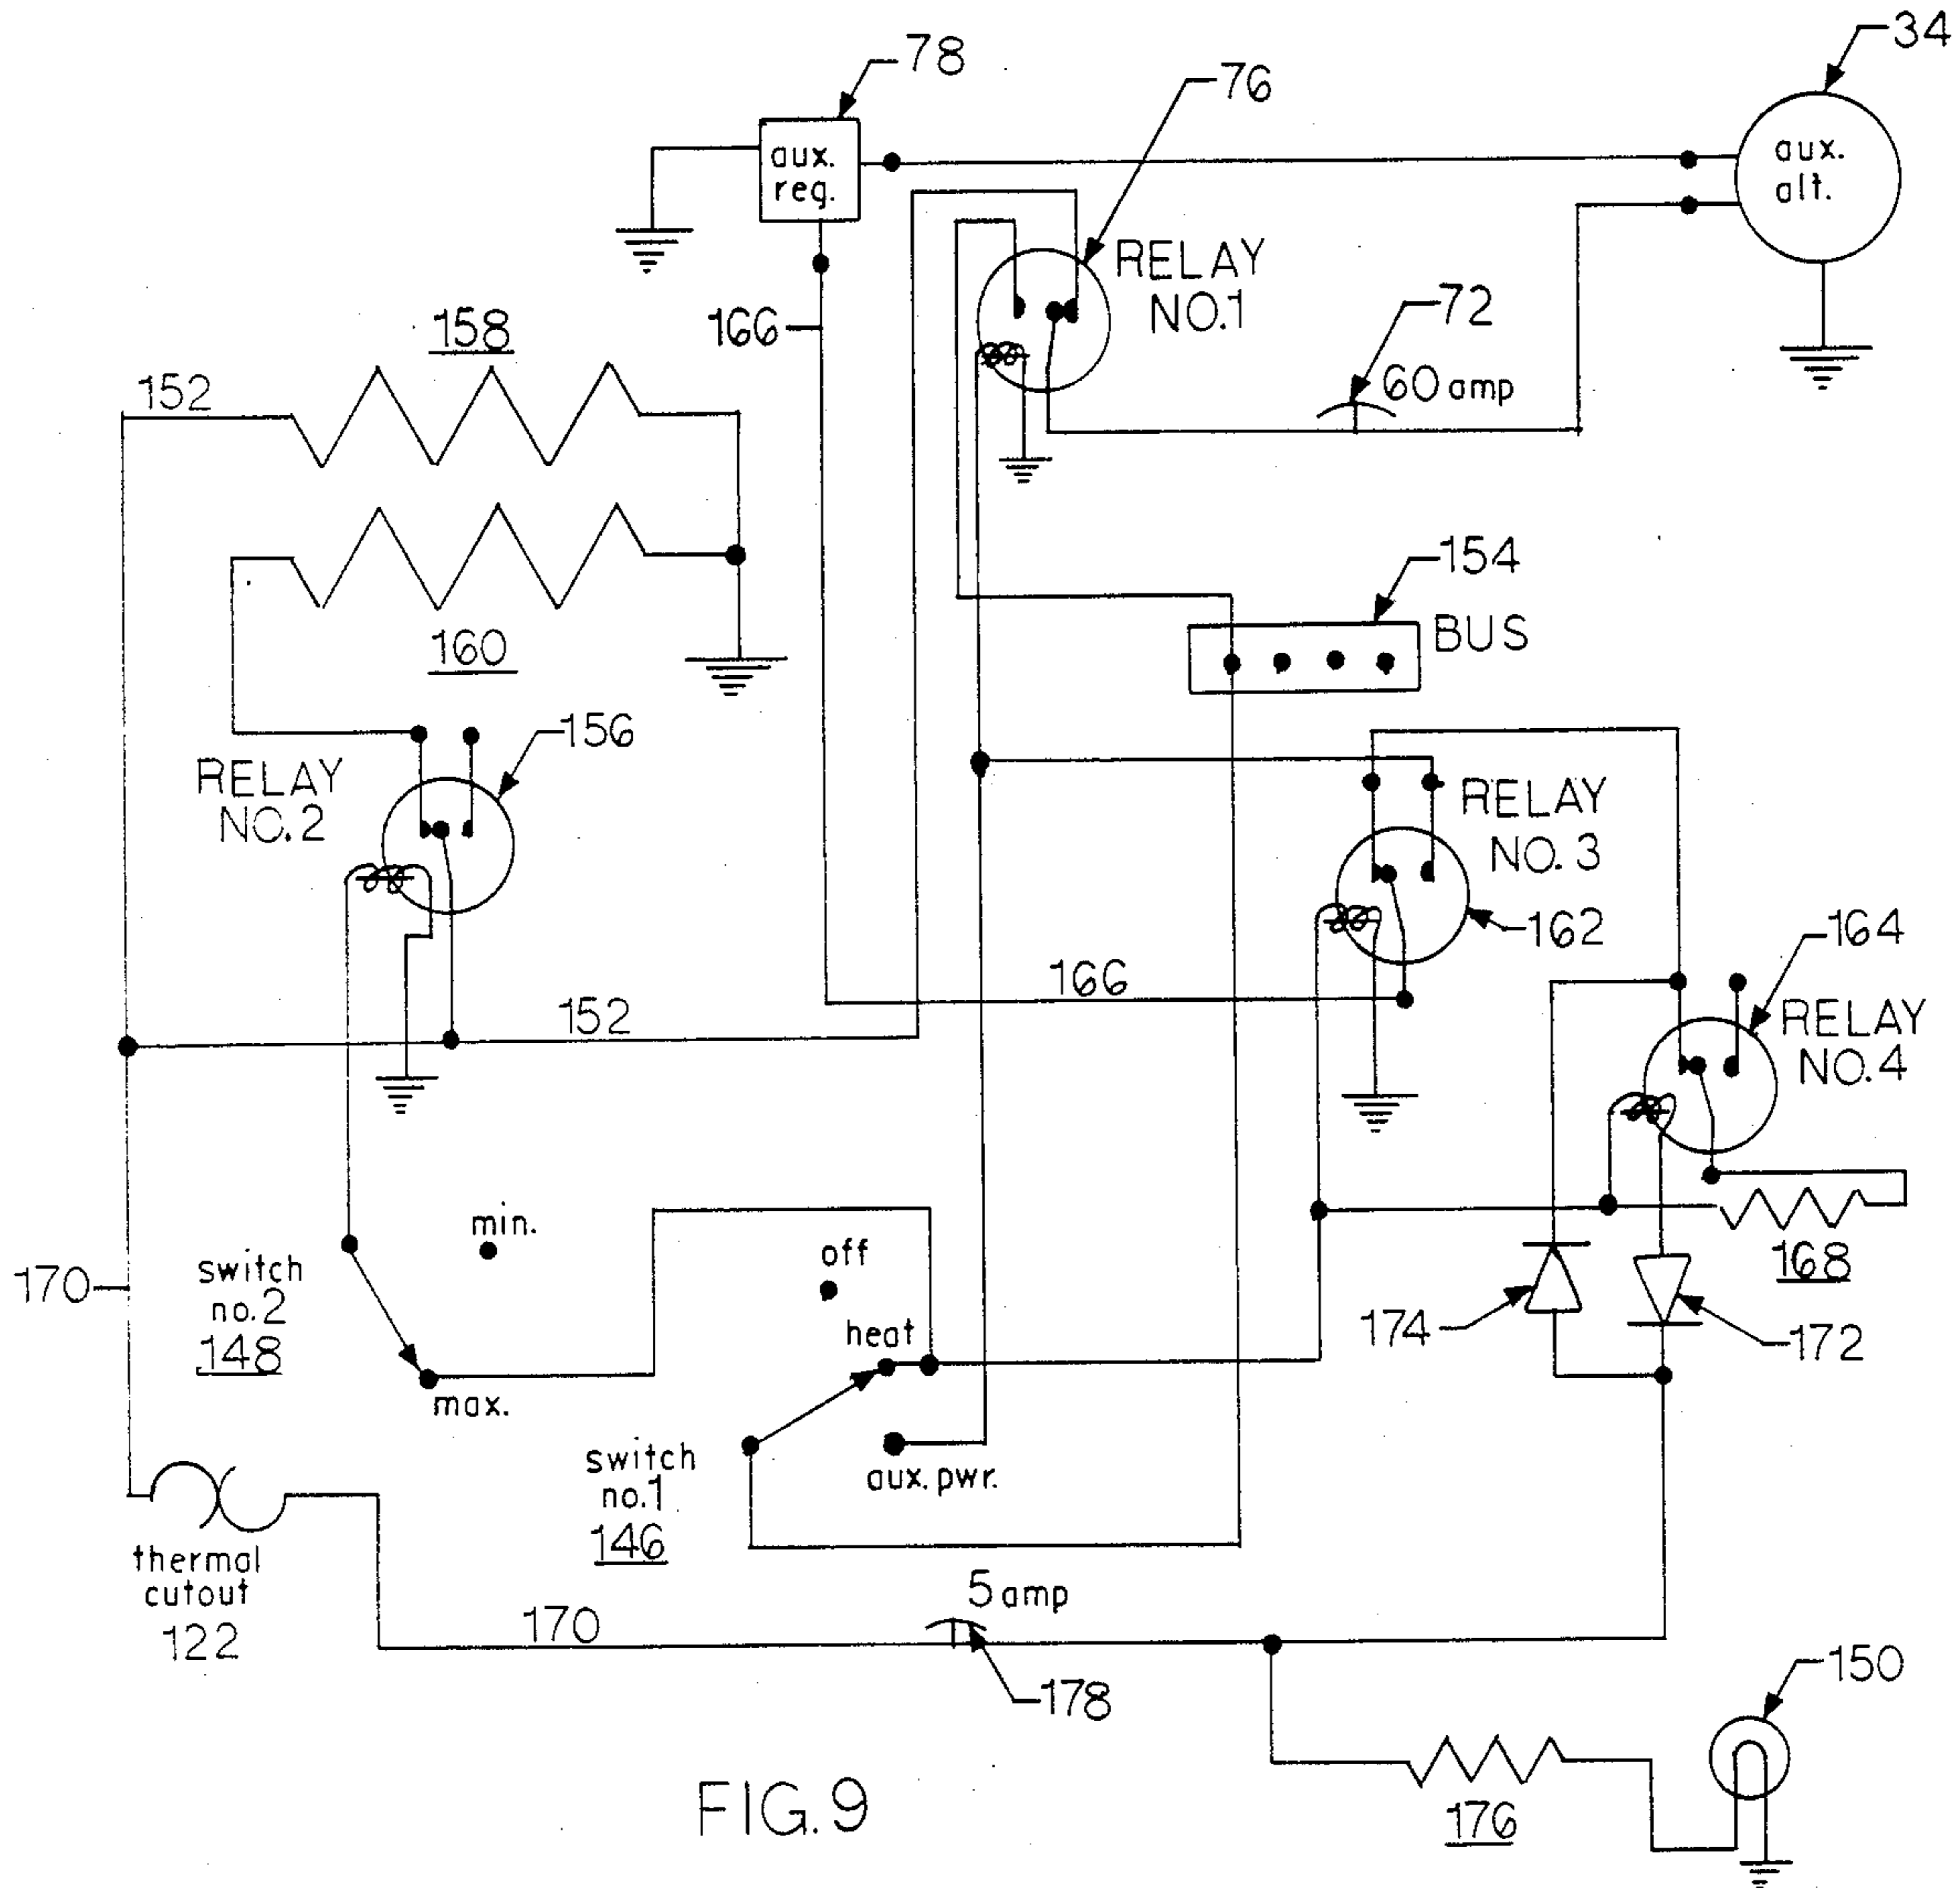 34
78
76
aux.
reg.
aux.
alt.
RELAY
NO.1
72
158
166
60 amp
152
154
BUS
160
156
RELAY
NO.2
RELAY
NO.3
162
164
166
152
RELAY
NO.4
min.
off
switch
no.2
148
170
168
heat
174
172
max.
switch
no.1
146
aux.pwr.
thermal
cutout
122
5 amp
170
178
150
176
FIG.9